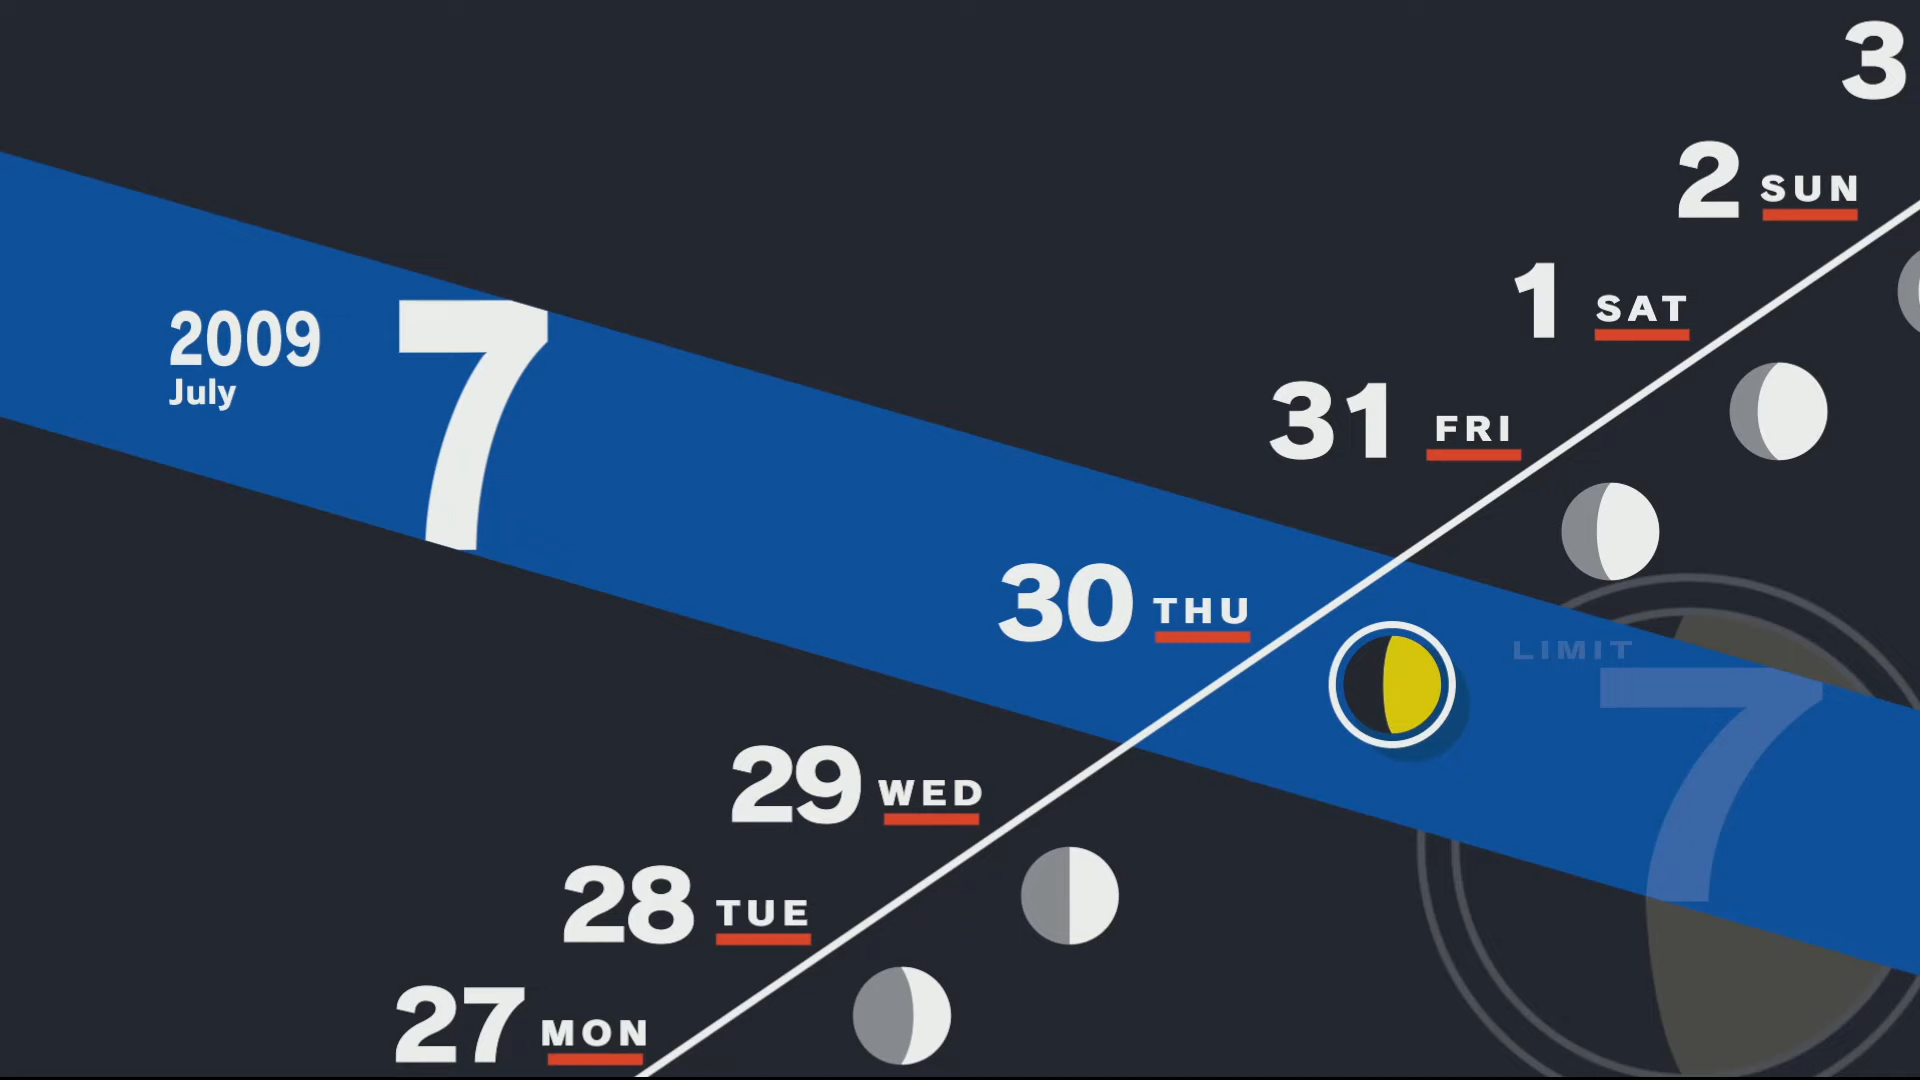 3
2 SUN
1 SAT
2009
July
7
31 FRI
30 THU
LIMIT
7
29 WED
28 TUE
27 MON